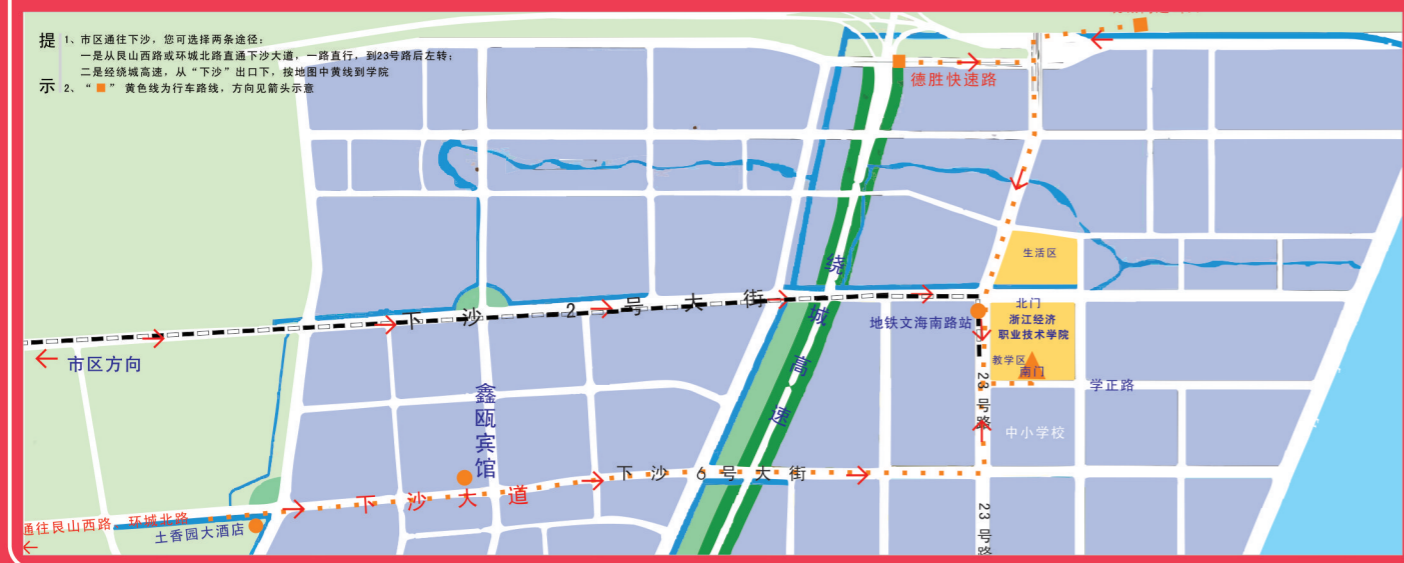 提示
1、市区通往下沙，您可选择两条途径：
一是从艮山西路或环城北路直通下沙大道，一路直行，到23号路后左转；
二是经绕城高速，从“下沙”出口下，按地图中黄线到学院
2、“■”黄色线为行车路线，方向见箭头示意
德胜快速路
绕城高速
生活区
下沙2号大街
北门
地铁文海南路站
浙江经济
职业技术学院
市区方向
教学区
南门
23号路
学正路
鑫瓯宾馆
中小学校
下沙6号大街
下沙大道
23号路
通往艮山西路 环城北路
土香园大酒店